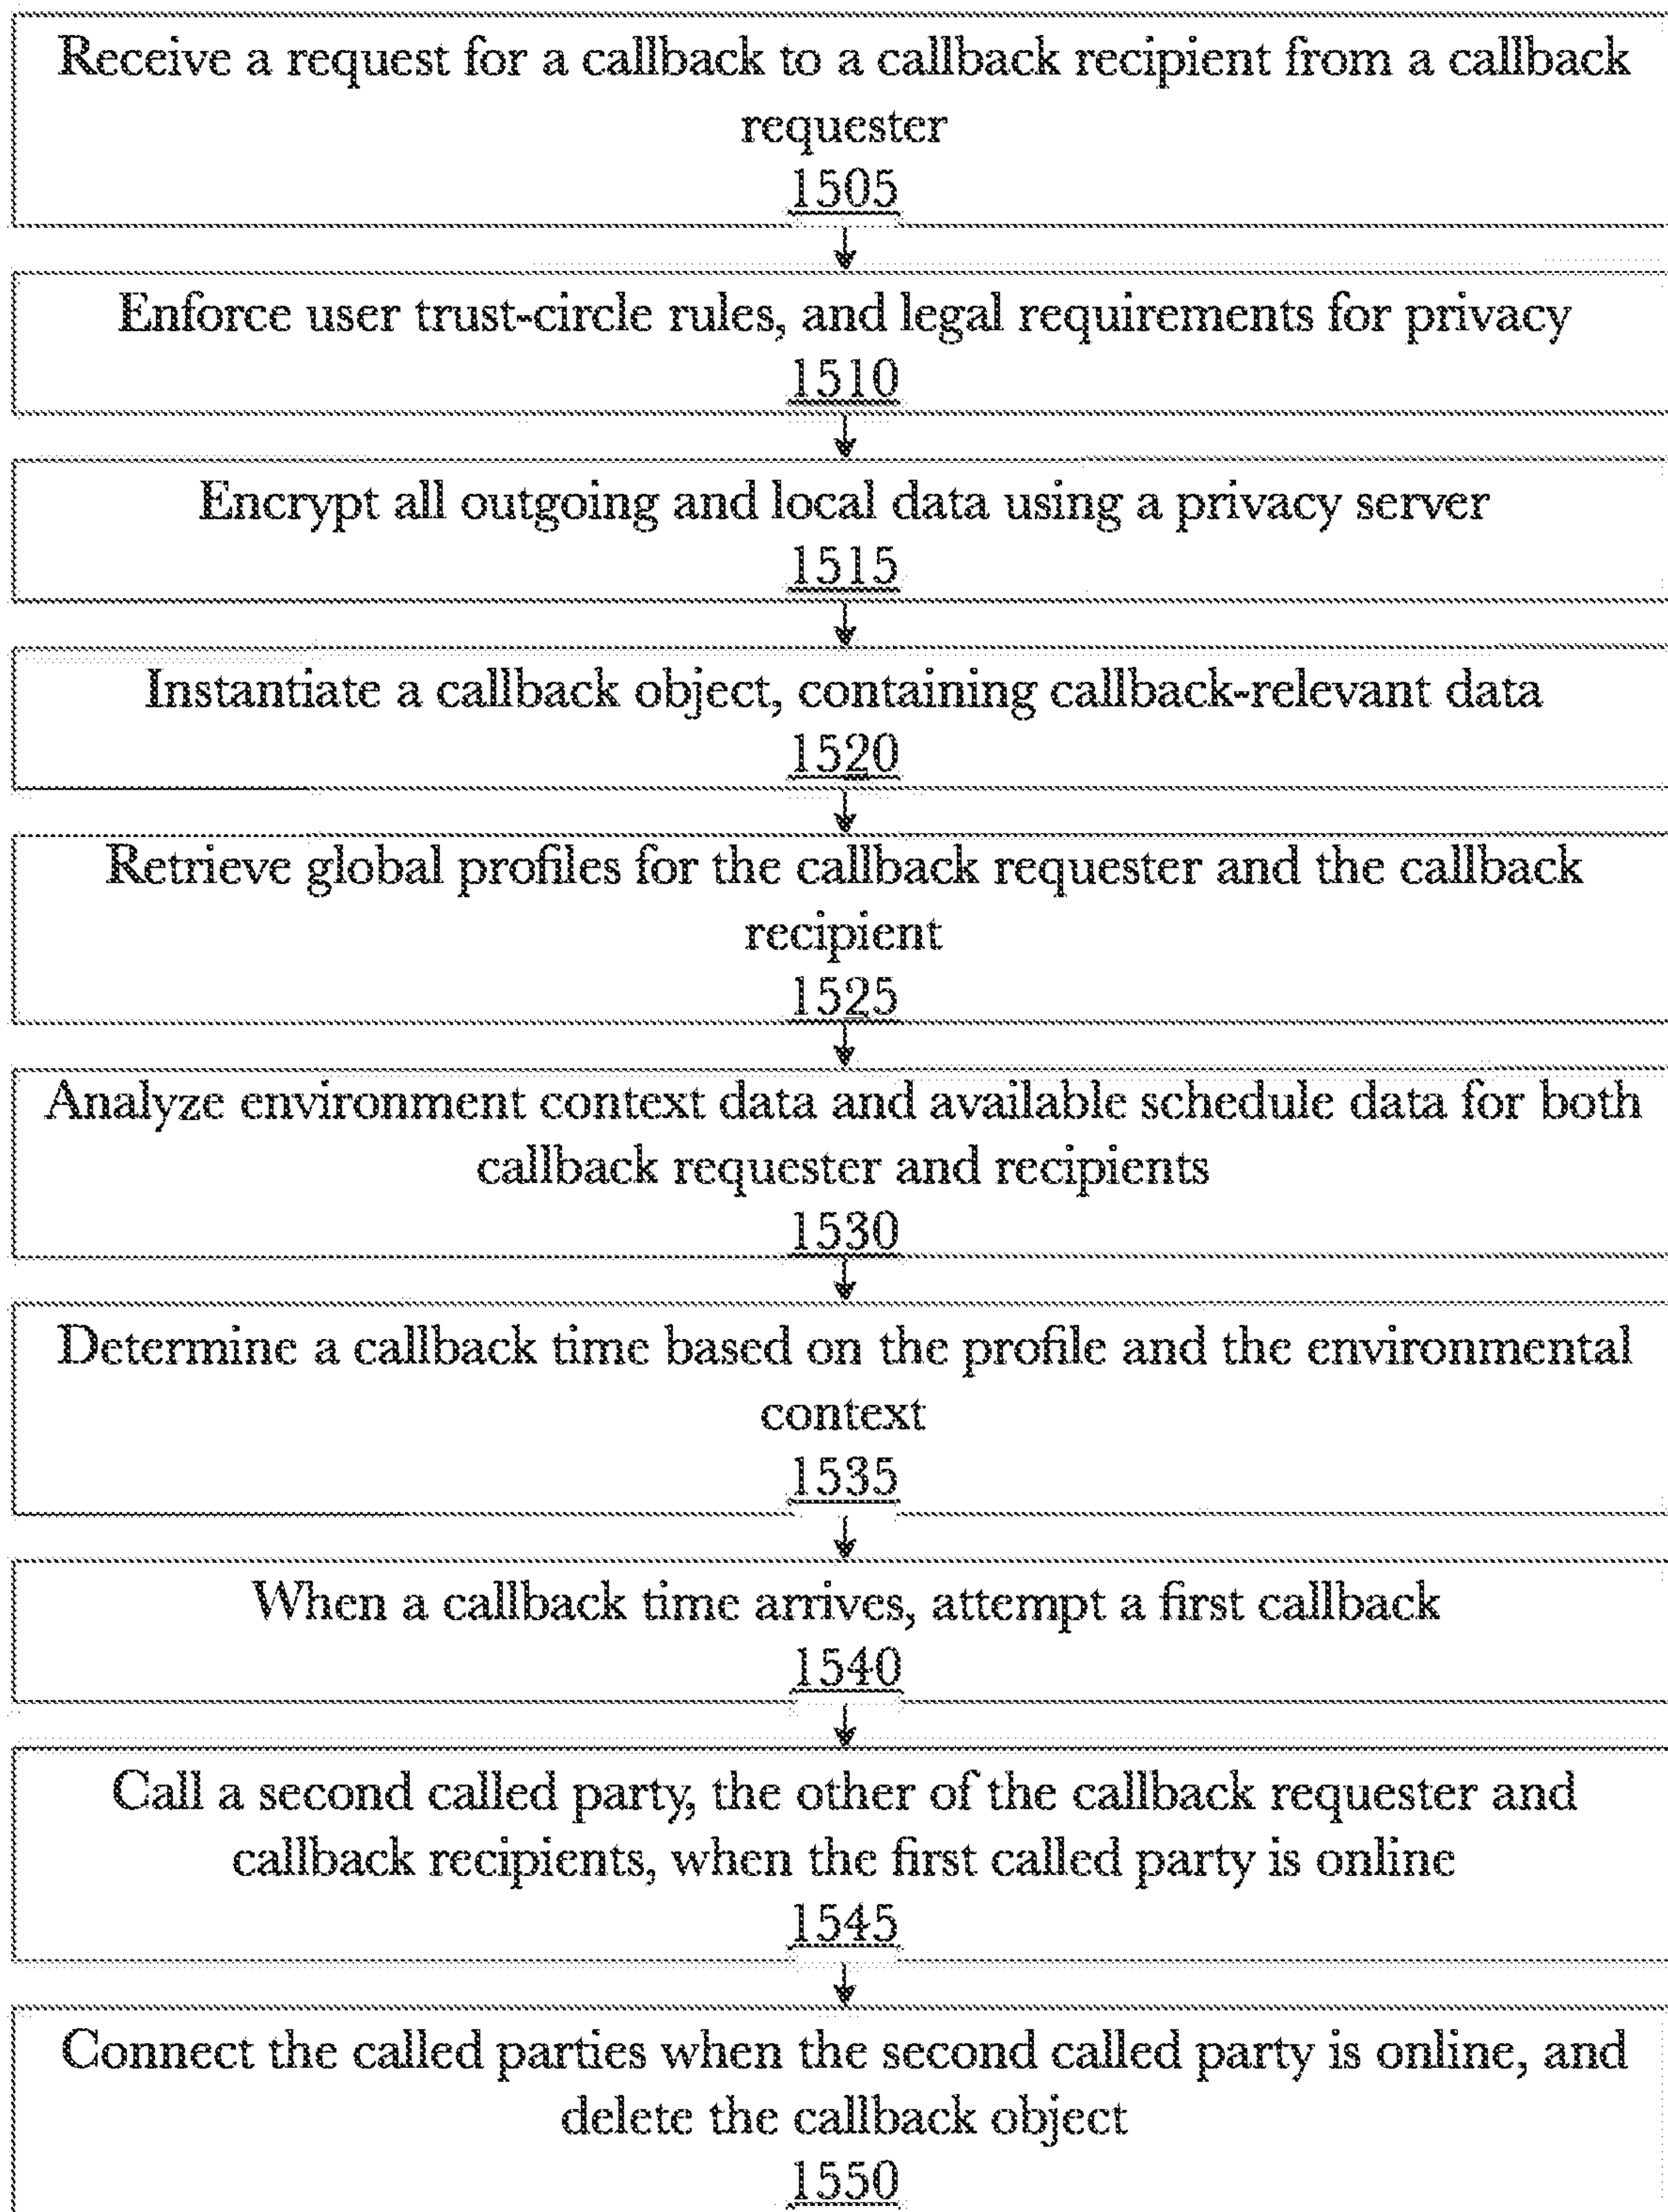 Receive a request for a callback to a callback recipient from a callback
requester
1505
Enforce user trust-circle rules, and legal requirements for privacy
1510
Encrypt all outgoing and local data using a privacy server
1515
Instantiate a callback object, containing callback-relevant data
1520
Retrieve global profiles for the callback requester and the callback
recipient
1525
Analyze environment context data and available schedule data for both
callback requester and recipients
1530
Determine a callback time based on the profile and the environmental
context
1535
When a callback time arrives, attempt a first callback
1540
Call a second called party, the other of the callback requester and
callback recipients, when the first called party is online
1545
Connect the called parties when the second called party is online, and
delete the callback object
1550